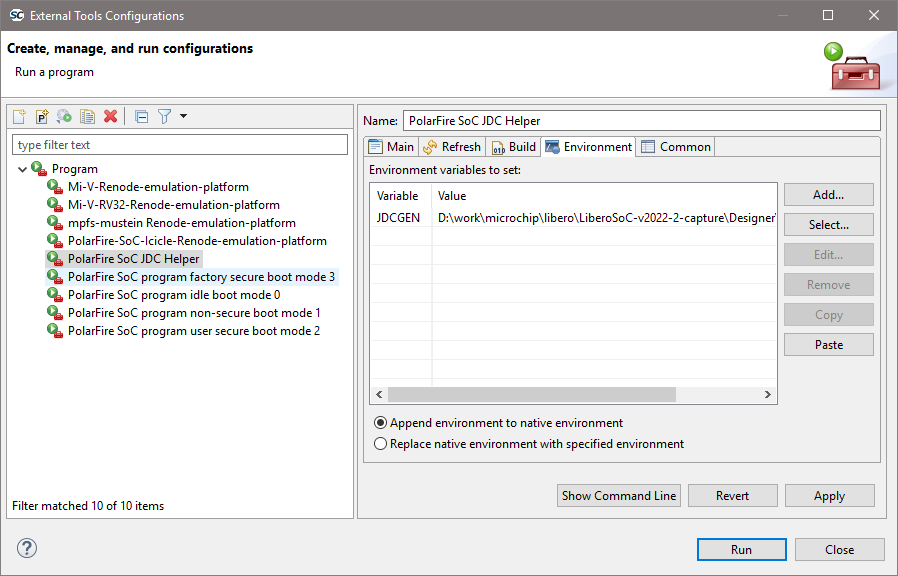 External Tools Configurations
Create, manage, and run configurations
Run a program
type filter text
Program
Mi-V-Renode-emulation-platform
Mi-V-RV32-Renode-emulation-platform
mpfs-mustein Renode-emulation-platform
PolarFire-SoC-Icicle-Renode-emulation-platform
PolarFire SoC JDC Helper
PolarFire SoC program factory secure boot mode 3
PolarFire SoC program idle boot mode 0
PolarFire SoC program non-secure boot mode 1
PolarFire SoC program user secure boot mode 2
Filter matched 10 of 10 items
Name: PolarFire SoC JDC Helper
Main Refresh Build Environment Common
Environment variables to set:
Variable Value
JDCGEN D:\work\microchip\libero\LiberoSoC-v2022-2-capture\Designer\
Add...
Select...
Edit...
Remove
Copy
Paste
Append environment to native environment
Replace native environment with specified environment
Show Command Line Revert Apply
Run Close